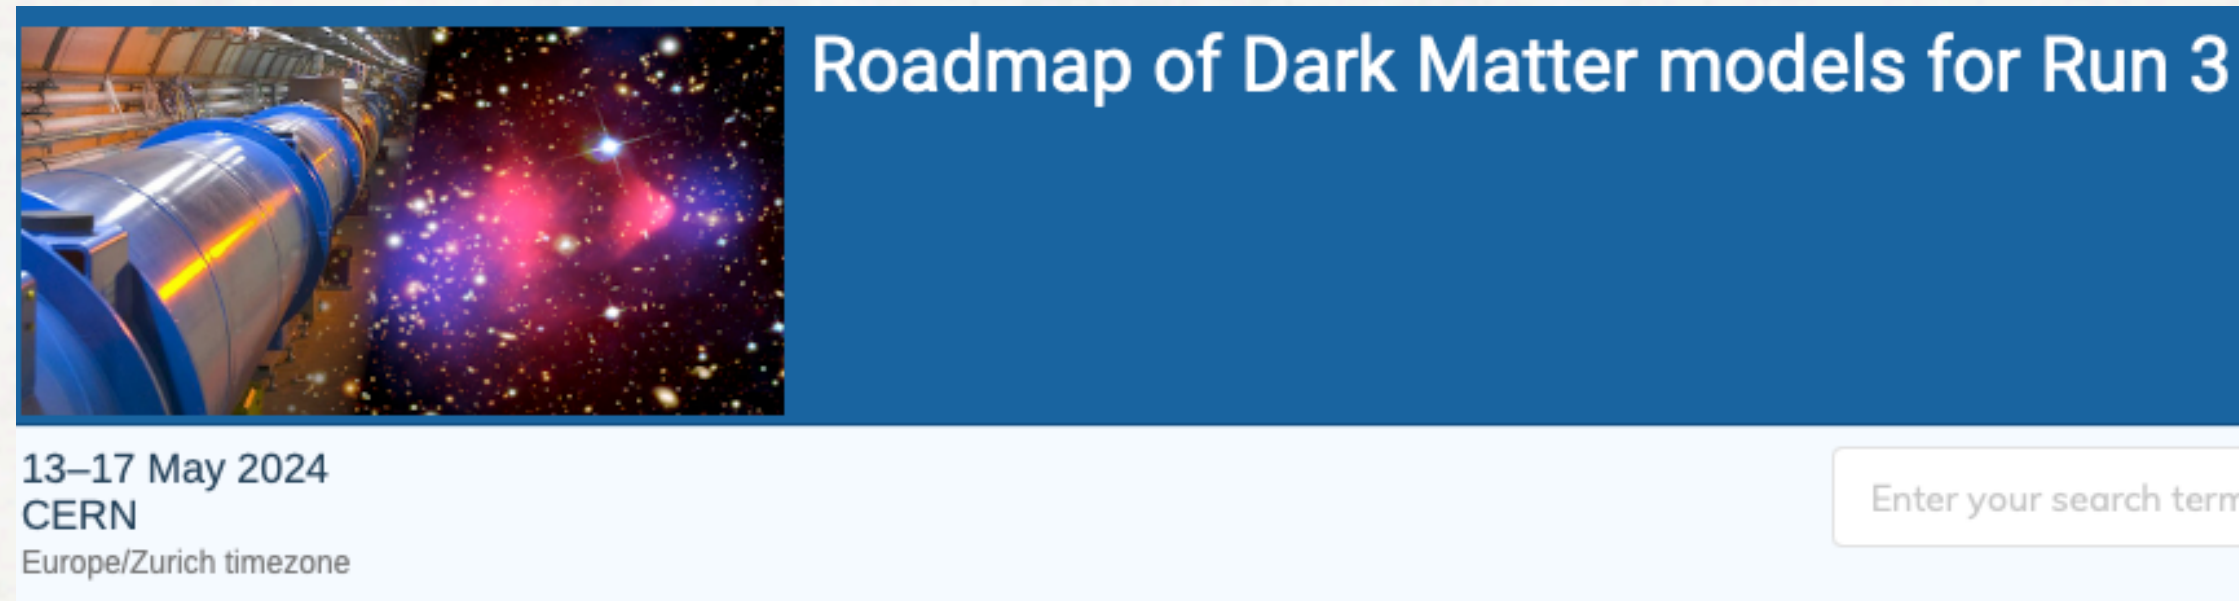 Roadmap of Dark Matter models for Run 3
13–17 May 2024
CERN
Europe/Zurich timezone
Enter your search term